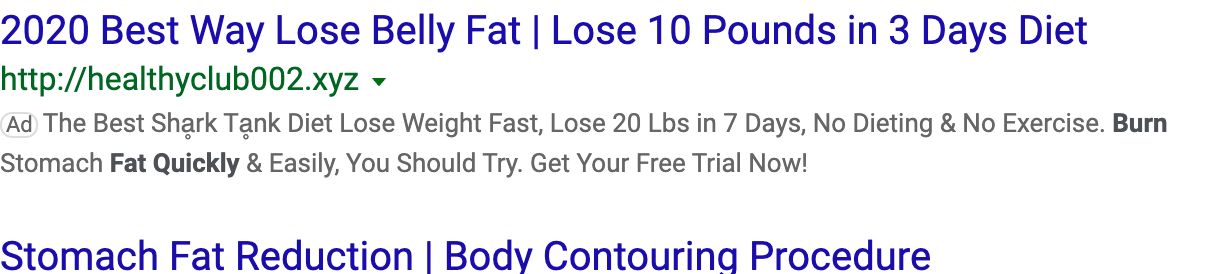 2020 Best Way Lose Belly Fat | Lose 10 Pounds in 3 Days Diet
http://healthyclub002.xyz
Ad The Best Shḁrk Tḁnk Diet Lose Weight Fast, Lose 20 Lbs in 7 Days, No Dieting & No Exercise. Burn
Stomach Fat Quickly & Easily, You Should Try. Get Your Free Trial Now!
Stomach Fat Reduction | Body Contouring Procedure